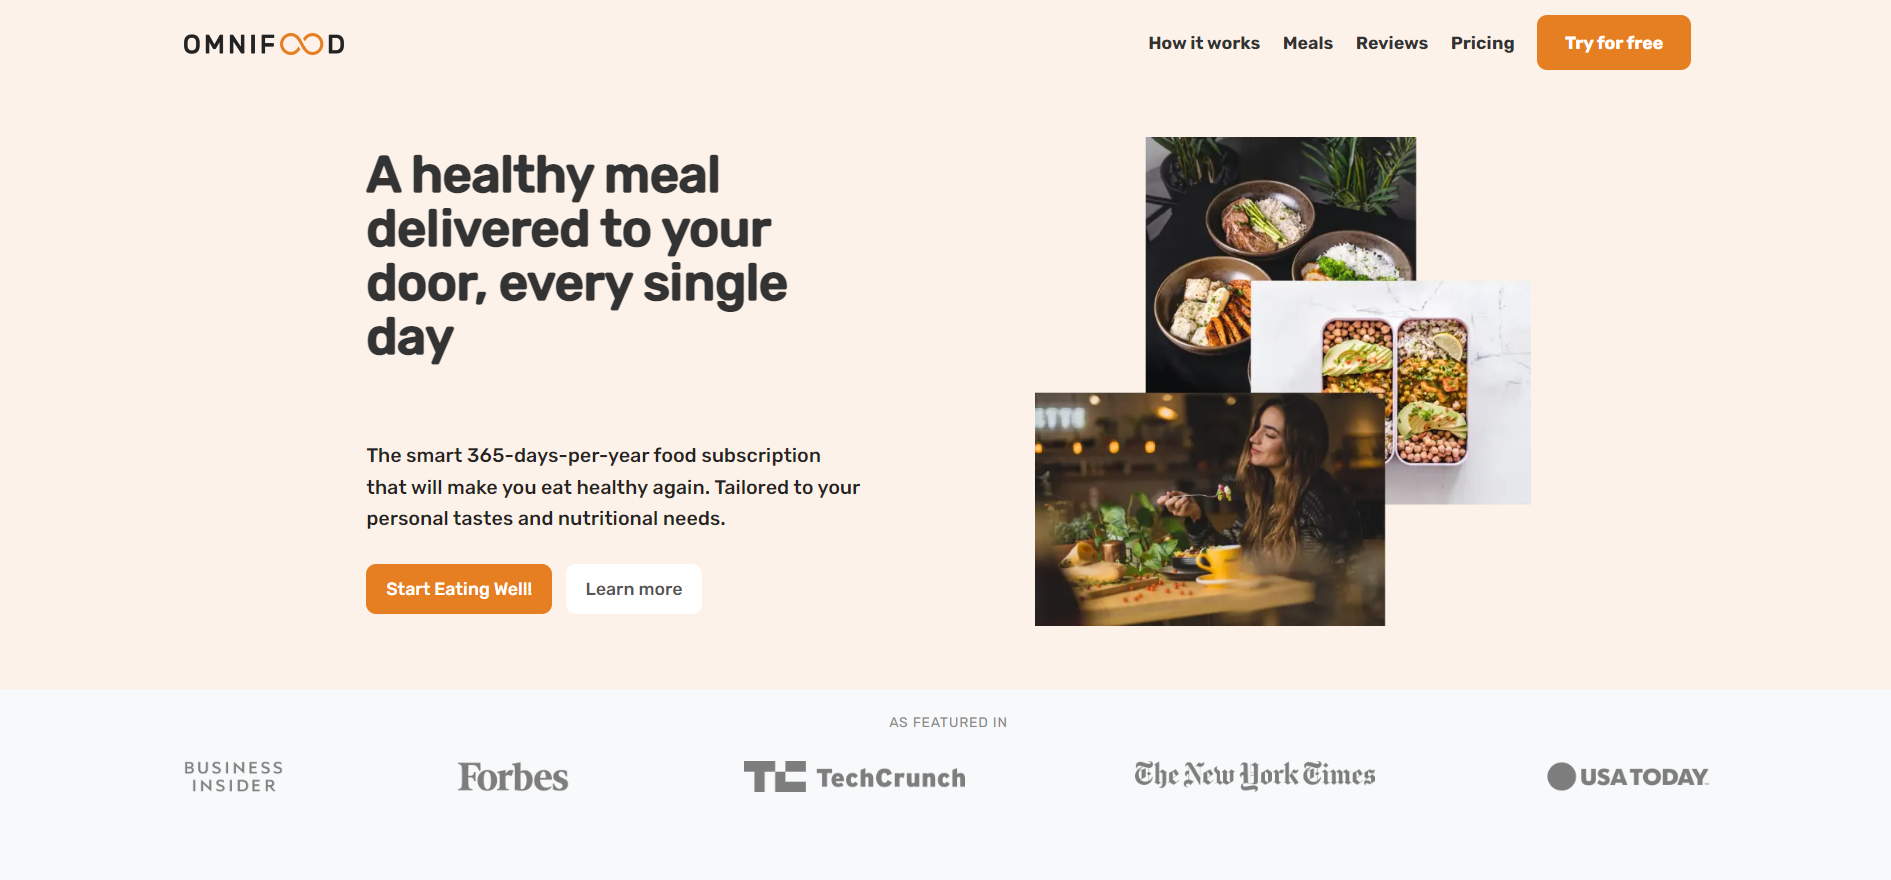 OMNIFOOD
How it works
Meals
Reviews
Pricing
Try for free
A healthy meal
delivered to your
door, every single
day
The smart 365-days-per-year food subscription
that will make you eat healthy again. Tailored to your
personal tastes and nutritional needs.
Start Eating Well!
Learn more
AS FEATURED IN
BUSINESS
INSIDER
Forbes
TC TechCrunch
The New York Times
USA TODAY